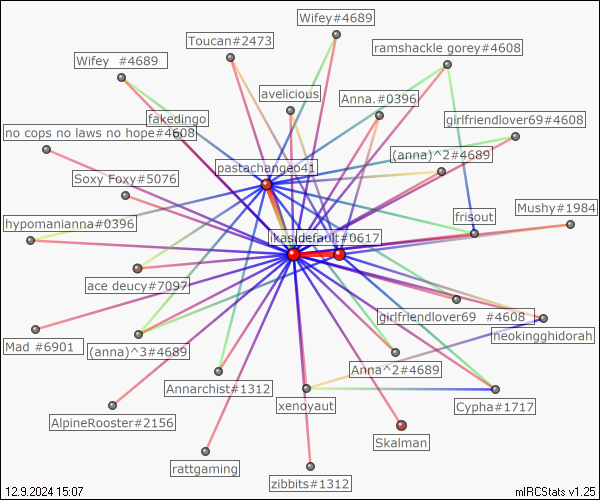 Wifey#4689
Toucan#2473
ramshackle gorey#4608
Wifey #4689
avelicious
Anna.#0396
fakedingo
girlfriendlover69#4608
no cops no laws no hope#4608
(anna)^2#4689
pastachangeo41
Soxy Foxy#5076
Mushy#1984
frisout
hypomaninanna#0396
ikasidefault#0617
ace deucy#7097
girlfriendlover69 #4608
neokingghidorah
Mad #6901
(anna)^3#4689
Anna^2#4689
Annarchist#1312
xenoyaut
Cypha#1717
AlpineRooster#2156
Skalman
rattgaming
zibbits#1312
12.9.2024 15:07
mIRCStats v1.25